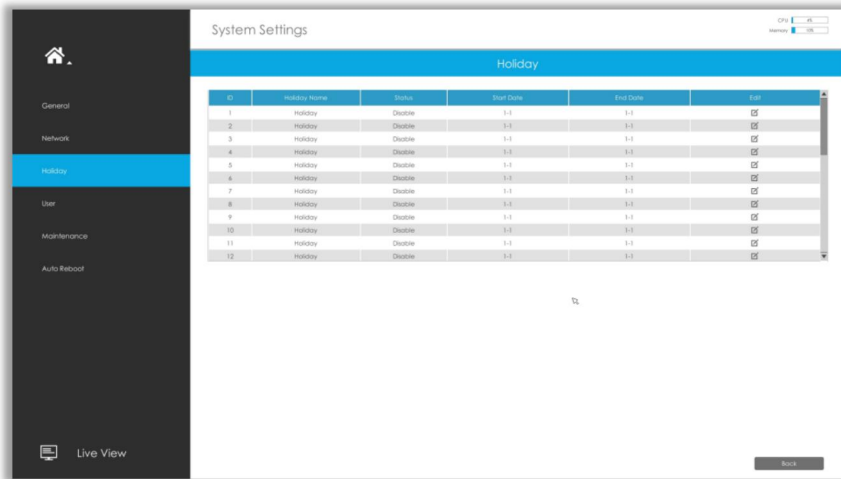 System Settings
CPU
Memory
Holiday
General
Network
Holiday
User
Maintenance
Auto Reboot
Live View
ID Holiday Name Status Start Date End Date Edit
1 Holiday Disable 1-1 1-1
2 Holiday Disable 1-1 1-1
3 Holiday Disable 1-1 1-1
4 Holiday Disable 1-1 1-1
5 Holiday Disable 1-1 1-1
6 Holiday Disable 1-1 1-1
7 Holiday Disable 1-1 1-1
8 Holiday Disable 1-1 1-1
9 Holiday Disable 1-1 1-1
10 Holiday Disable 1-1 1-1
11 Holiday Disable 1-1 1-1
12 Holiday Disable 1-1 1-1
Back